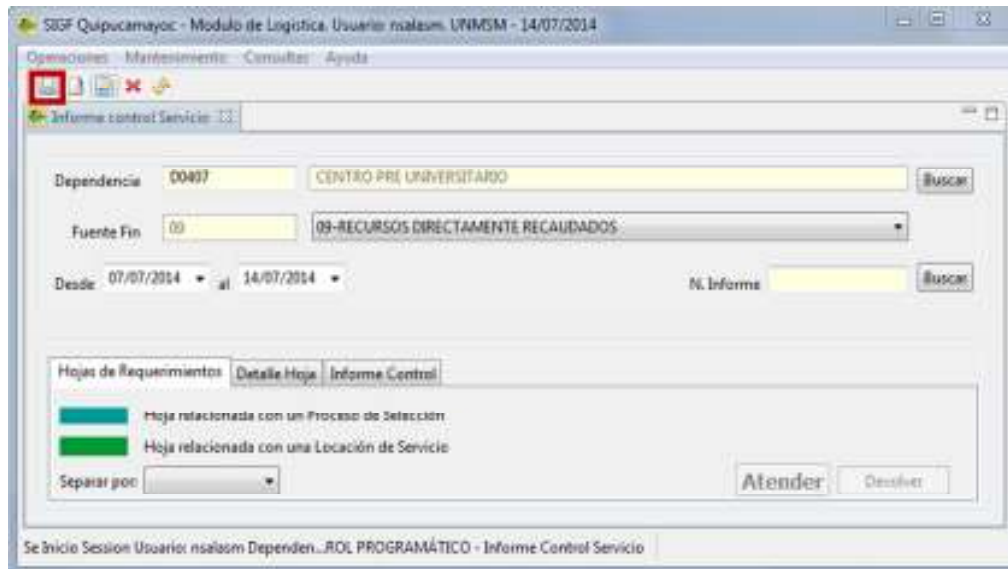 SIGF Quipucamayoc - Modulo de Logistica. Usuario: nsalasm. UNMSM - 14/07/2014
Operaciones Mantenimiento Consultas Ayuda
Informe control Servicio
Dependencia D0407 CENTRO PRE UNIVERSITARIO Buscar
Fuente Fin 09 09-RECURSOS DIRECTAMENTE RECAUDADOS
Desde 07/07/2014 al 14/07/2014 N. Informe Buscar
Hojas de Requerimientos Detalle Hoja Informe Control
Hoja relacionada con un Proceso de Selección
Hoja relacionada con una Locación de Servicio
Separar por: Atender Devolver
Se Inicio Session Usuario: nsalasm Dependen...ROL PROGRAMÁTICO - Informe Control Servicio